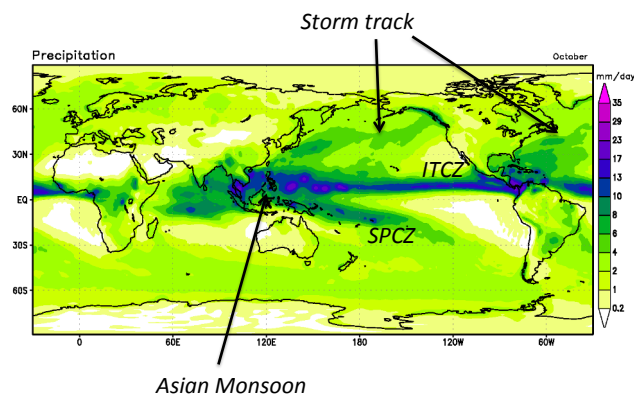 Storm track
Precipitation
October
mm/day
35
29
23
17
13
10
8
6
4
2
1
0.2
60N
30N
EQ
30S
60S
ITCZ
SPCZ
0
60E
120E
180
120W
60W
Asian Monsoon